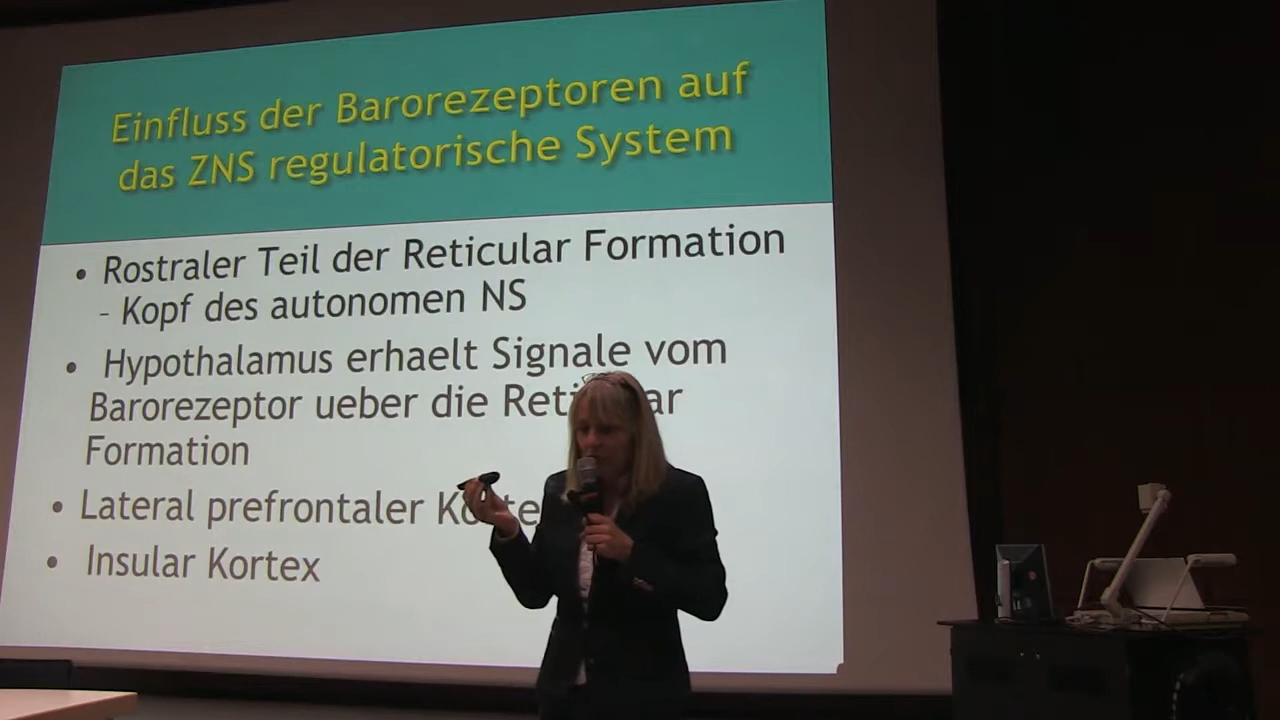 Einfluss der Barorezeptoren auf
das ZNS regulatorische System
• Rostraler Teil der Reticular Formation
- Kopf des autonomen NS
• Hypothalamus erhaelt Signale vom
Barorezeptor ueber die
Formation
• Lateral prefrontaler
• Insular Kortex